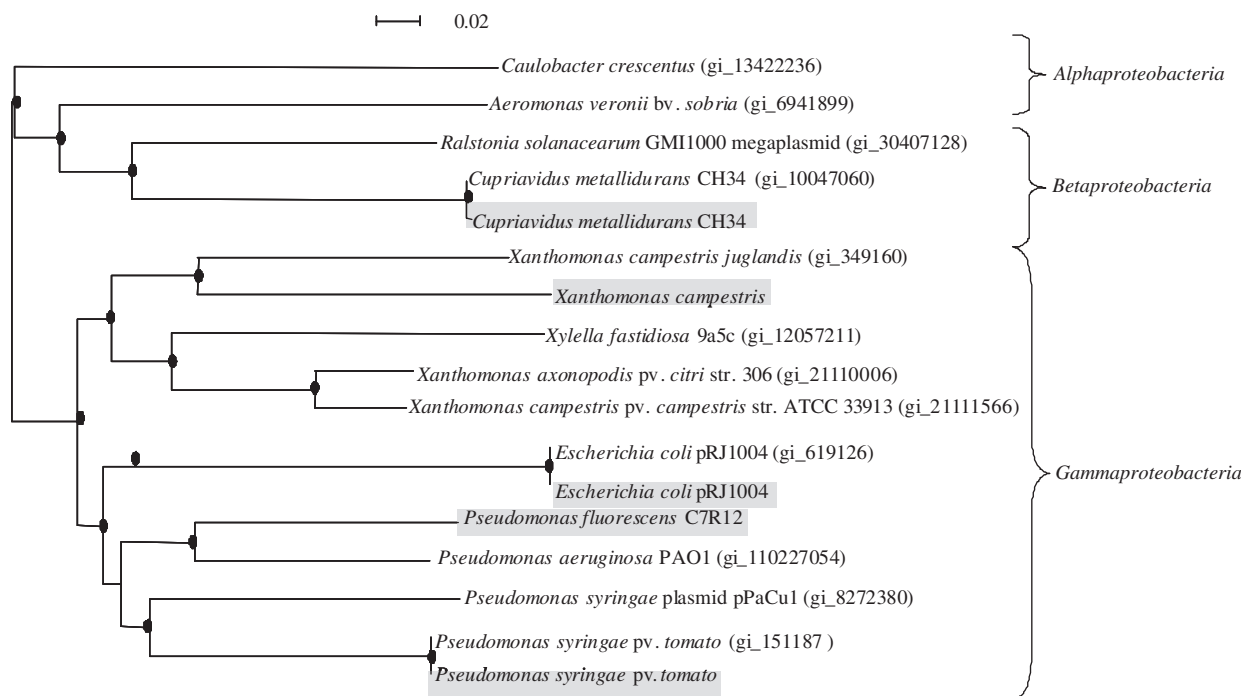 0.02
Caulobacter crescentus (gi_13422236)
Alphaproteobacteria
Aeromonas veronii bv. sobria (gi_6941899)
Ralstonia solanacearum GMI1000 megaplasmid (gi_30407128)
Cupriavidus metallidurans CH34 (gi_10047060)
Betaproteobacteria
Cupriavidus metallidurans CH34
Xanthomonas campestris juglandis (gi_349160)
Xanthomonas campestris
Xylella fastidiosa 9a5c (gi_12057211)
Xanthomonas axonopodis pv. citri str. 306 (gi_21110006)
Xanthomonas campestris pv. campestris str. ATCC 33913 (gi_21111566)
Escherichia coli pRJ1004 (gi_619126)
Gammaproteobacteria
Escherichia coli pRJ1004
Pseudomonas fluorescens C7R12
Pseudomonas aeruginosa PAO1 (gi_110227054)
Pseudomonas syringae plasmid pPaCu1 (gi_8272380)
Pseudomonas syringae pv. tomato (gi_151187 )
Pseudomonas syringae pv. tomato